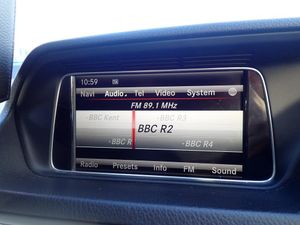 10:59
Navi Audio Tel Video System
FM 89.1 MHz
-BBC Kent -BBC R3
BBC R2
-BBC R -BBC R4
Radio Presets Info FM Sound